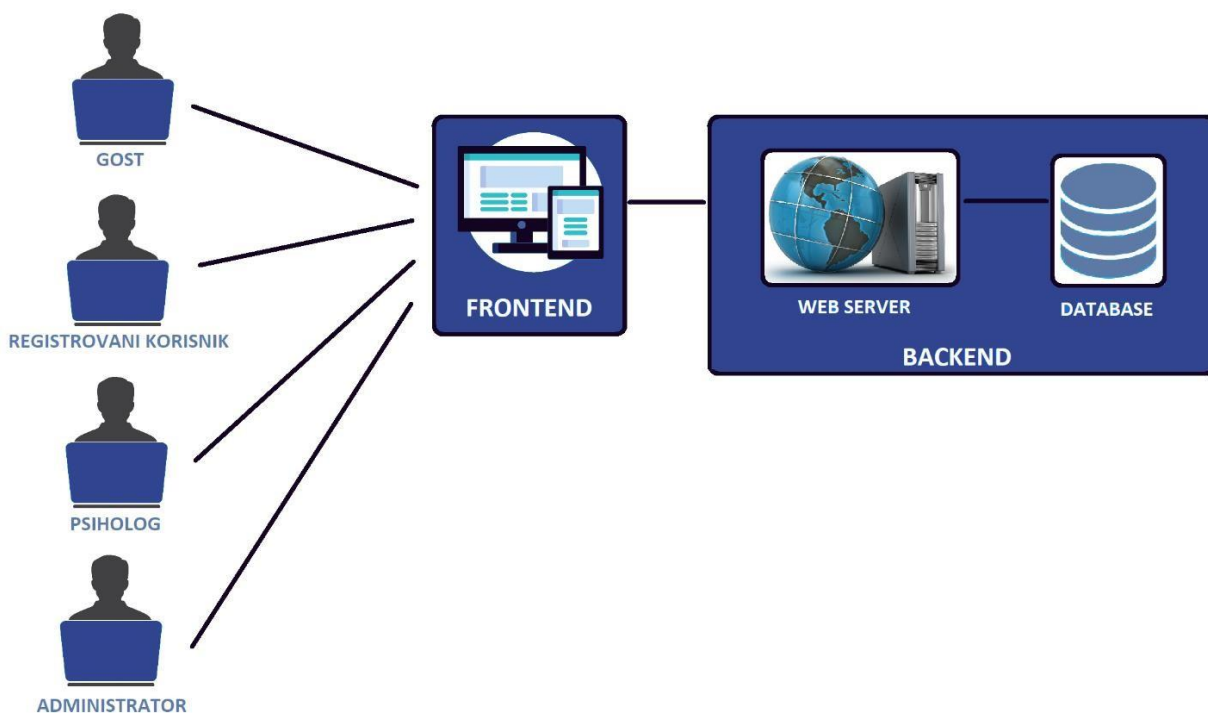 GOST
REGISTROVANI KORISNIK
PSIHOLOG
ADMINISTRATOR
FRONTEND
WEB SERVER
DATABASE
BACKEND